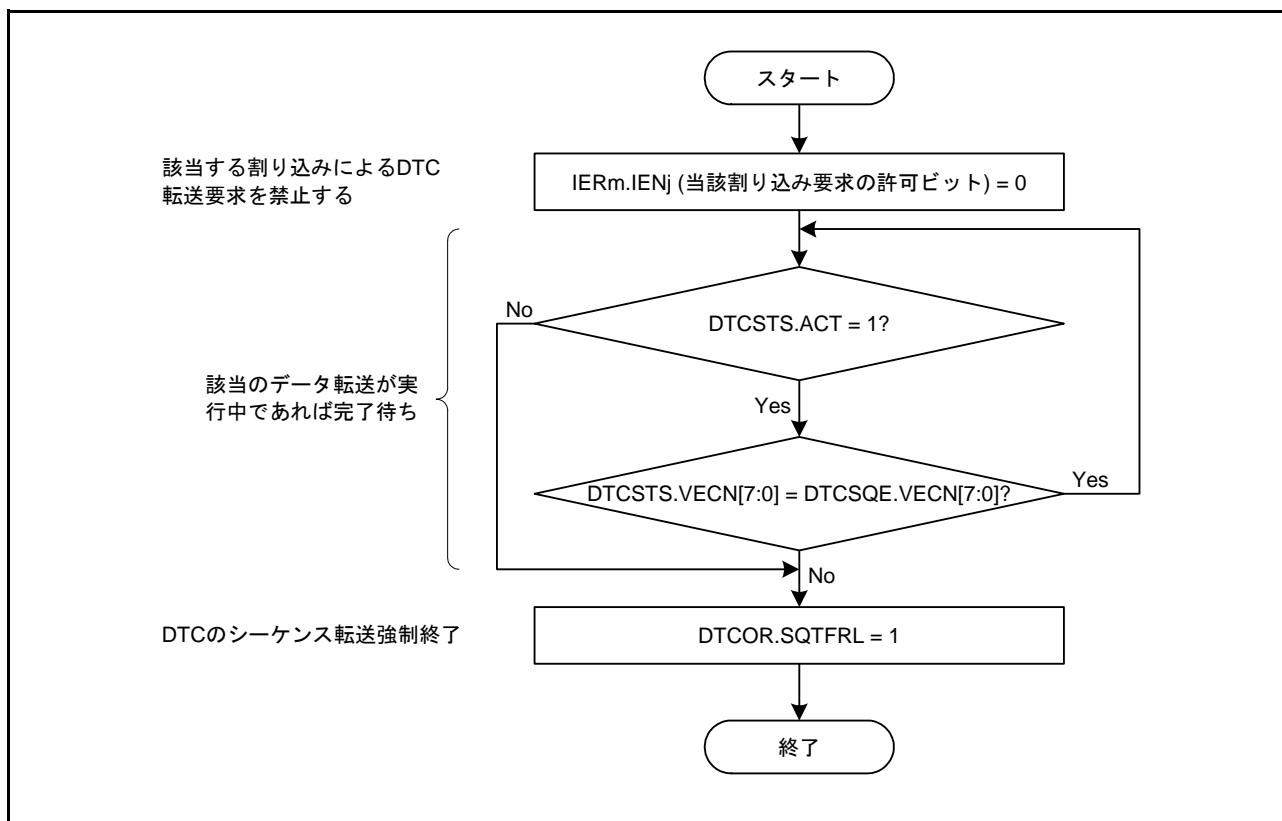 スタート
該当する割り込みによるDTC
転送要求を禁止する
IERm.IENj (当該割り込み要求の許可ビット) = 0
No
DTCSTS.ACT = 1?
該当のデータ転送が実
行中であれば完了待ち
Yes
DTCSTS.VECN[7:0] = DTCSQE.VECN[7:0]?
Yes
No
DTCのシーケンス転送強制終了
DTCOR.SQTFRL = 1
終了